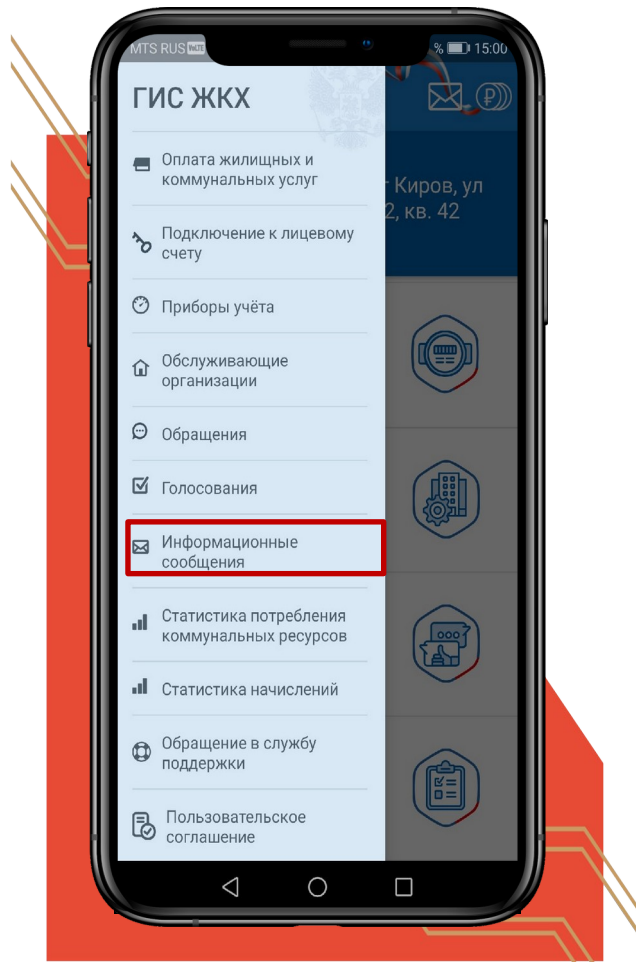 MTS RUS VoLTE
% 15:00
ГИС ЖКХ
Оплата жилищных и
коммунальных услуг
г Киров, ул
2, кв. 42
Подключение к лицевому
счету
Приборы учёта
Обслуживающие
организации
Обращения
Голосования
Информационные
сообщения
Статистика потребления
коммунальных ресурсов
Статистика начислений
Обращение в службу
поддержки
Пользовательское
соглашение